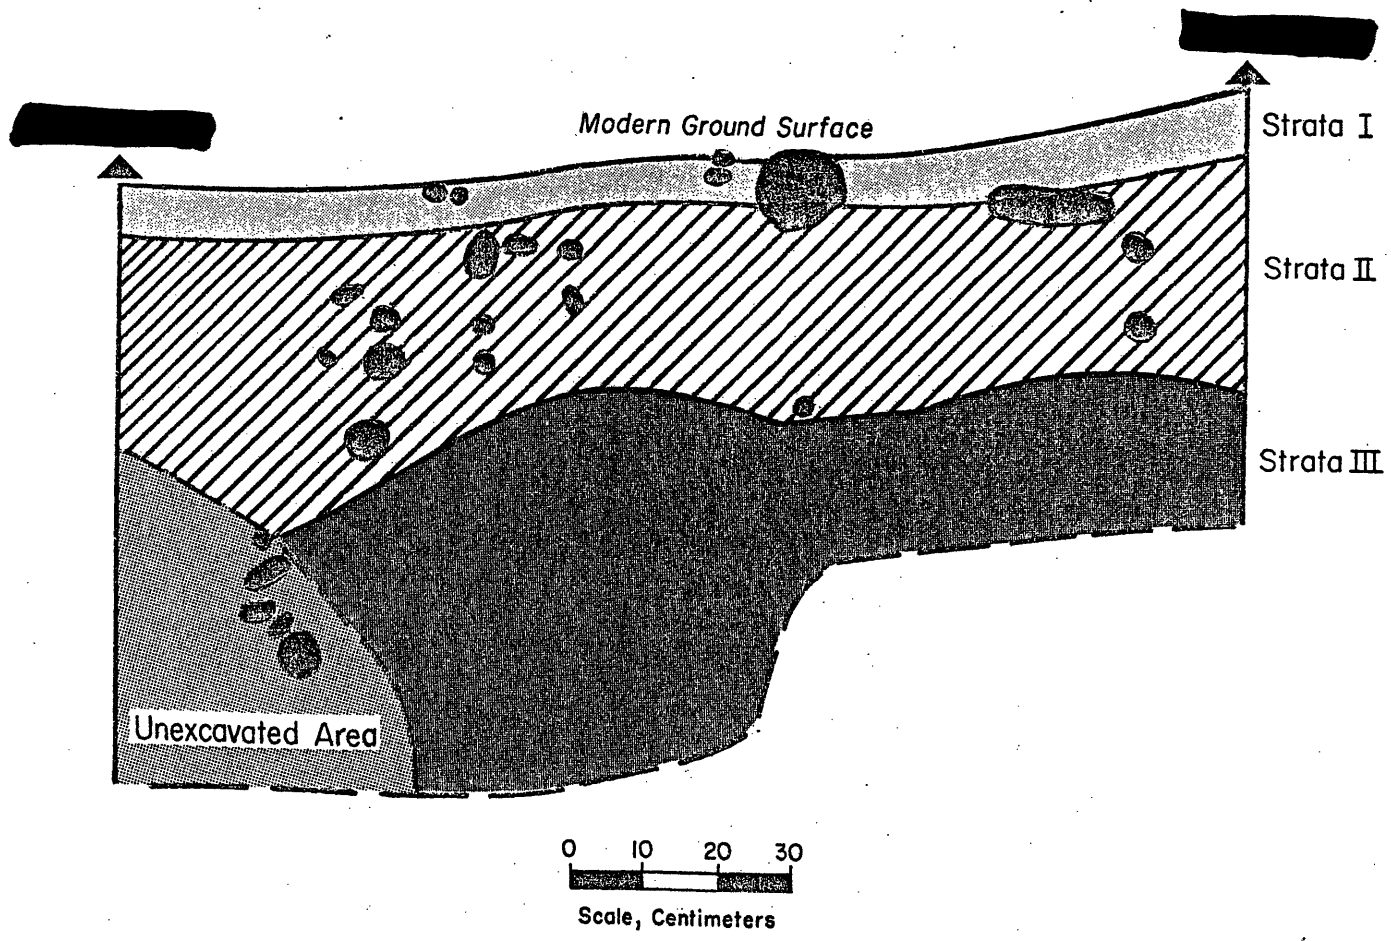 Modern Ground Surface
Strata I
Strata II
Strata III
Unexcavated Area
0 10 20 30
Scale, Centimeters